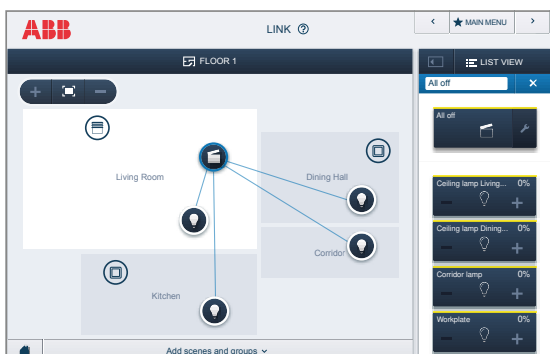 ABB
LINK ?
MAIN MENU
FLOOR 1
LIST VIEW
All off
All off
Living Room
Dining Hall
Corridor
Kitchen
Ceiling lamp Living... 0%
Ceiling lamp Dining... 0%
Corridor lamp 0%
Workplate 0%
Add scenes and groups